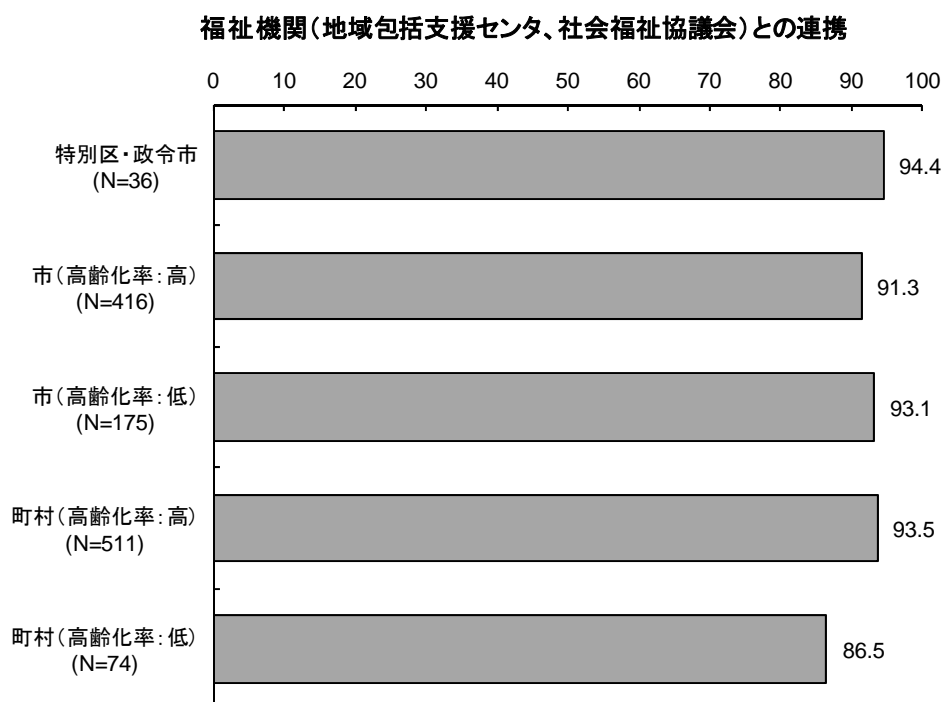 福祉機関（地域包括支援センタ、社会福祉協議会）との連携
0 10 20 30 40 50 60 70 80 90 100
特別区・政令市
(N=36)
94.4
市（高齢化率：高）
(N=416)
91.3
市（高齢化率：低）
(N=175)
93.1
町村（高齢化率：高）
(N=511)
93.5
町村（高齢化率：低）
(N=74)
86.5